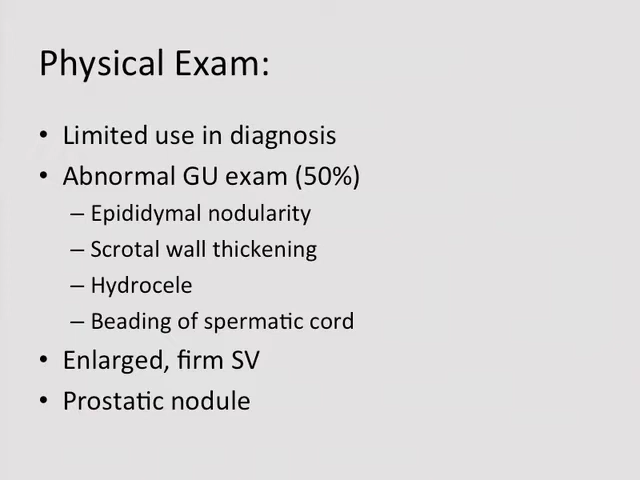 Physical Exam:
• Limited use in diagnosis
• Abnormal GU exam (50%)
– Epididymal nodularity
– Scrotal wall thickening
– Hydrocele
– Beading of spermatic cord
• Enlarged, firm SV
• Prostatic nodule